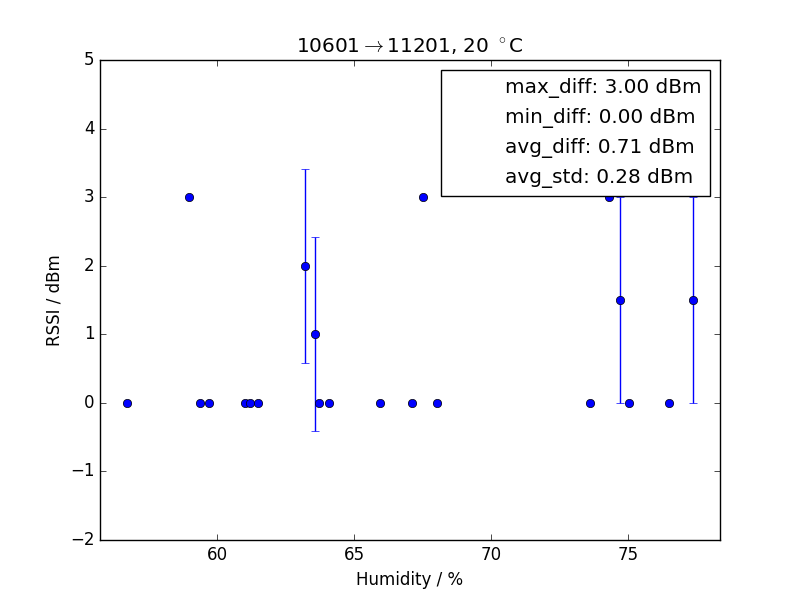 10601→11201, 20 °C
max_diff: 3.00 dBm
min_diff: 0.00 dBm
avg_diff: 0.71 dBm
avg_std: 0.28 dBm
RSSI / dBm
5
4
3
2
1
0
−1
−2
60 65 70 75
Humidity / %